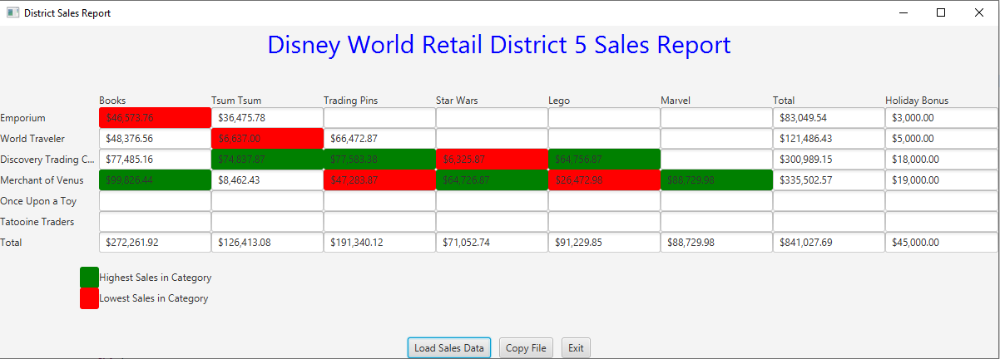 District Sales Report
Disney World Retail District 5 Sales Report
Books Tsum Tsum Trading Pins Star Wars Lego Marvel Total Holiday Bonus
Emporium $46,573.76 $36,475.78 $83,049.54 $3,000.00
World Traveler $48,376.56 $6,637.00 $66,472.87 $121,486.43 $5,000.00
Discovery Trading C... $77,485.16 $74,837.87 $77,583.38 $6,325.87 $64,756.87 $300,989.15 $18,000.00
Merchant of Venus $99,826.44 $8,462.43 $47,283.87 $64,726.87 $26,472.98 $88,729.98 $335,502.57 $19,000.00
Once Upon a Toy
Tatooine Traders
Total $272,261.92 $126,413.08 $191,340.12 $71,052.74 $91,229.85 $88,729.98 $841,027.69 $45,000.00
Highest Sales in Category
Lowest Sales in Category
Load Sales Data Copy File Exit